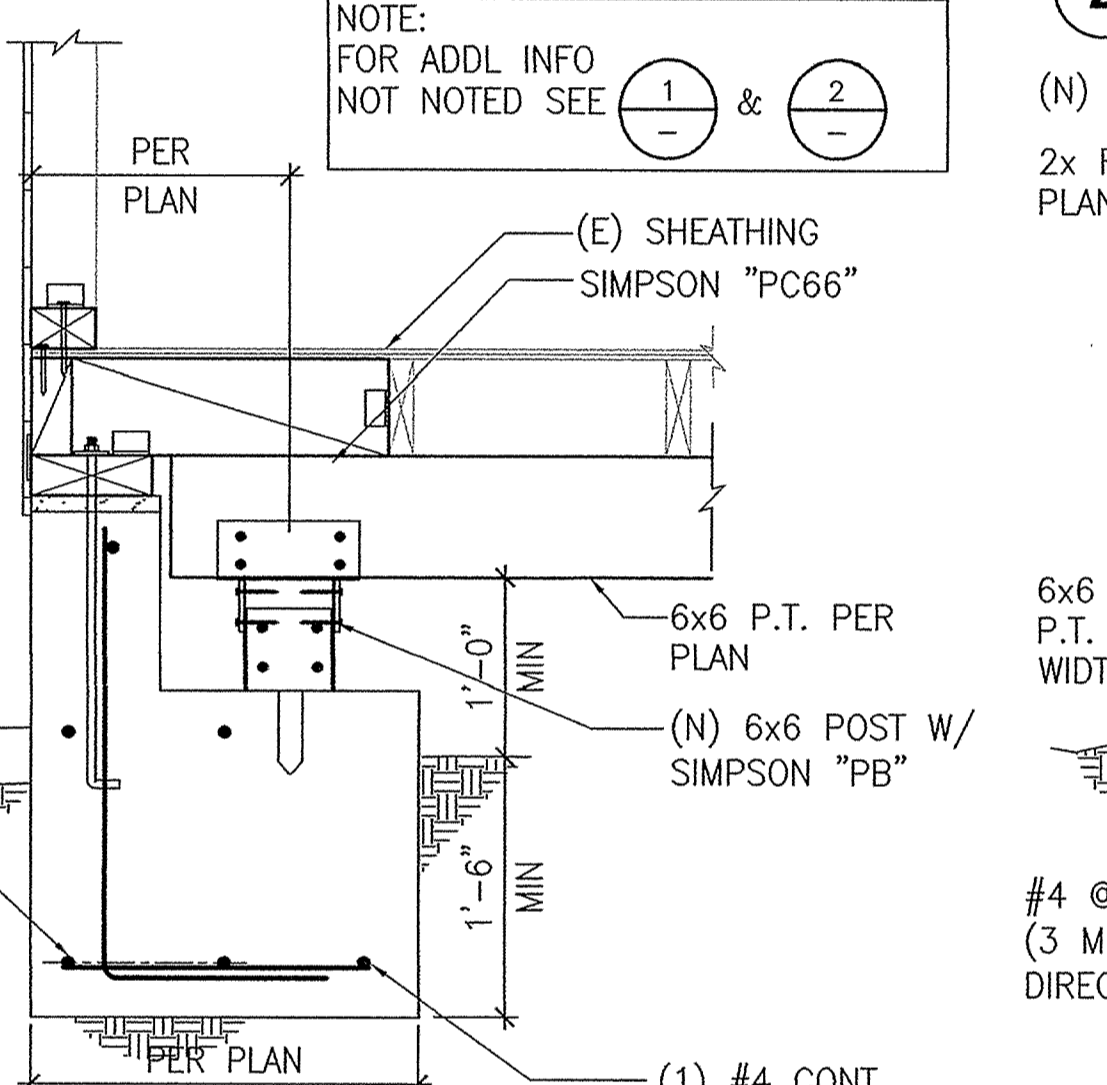 NOTE:
FOR ADDL INFO
NOT NOTED SEE 1 - & 2 -
(N)
2x
PLAN
PER
PLAN
(E) SHEATHING
SIMPSON "PC66"
6x6 P.T. PER
PLAN
1'-0"
MIN
(N) 6x6 POST W/
SIMPSON "PB"
1'-6"
MIN
6x6
P.T.
#4 @
(3
PER PLAN
(1) #4 CONT